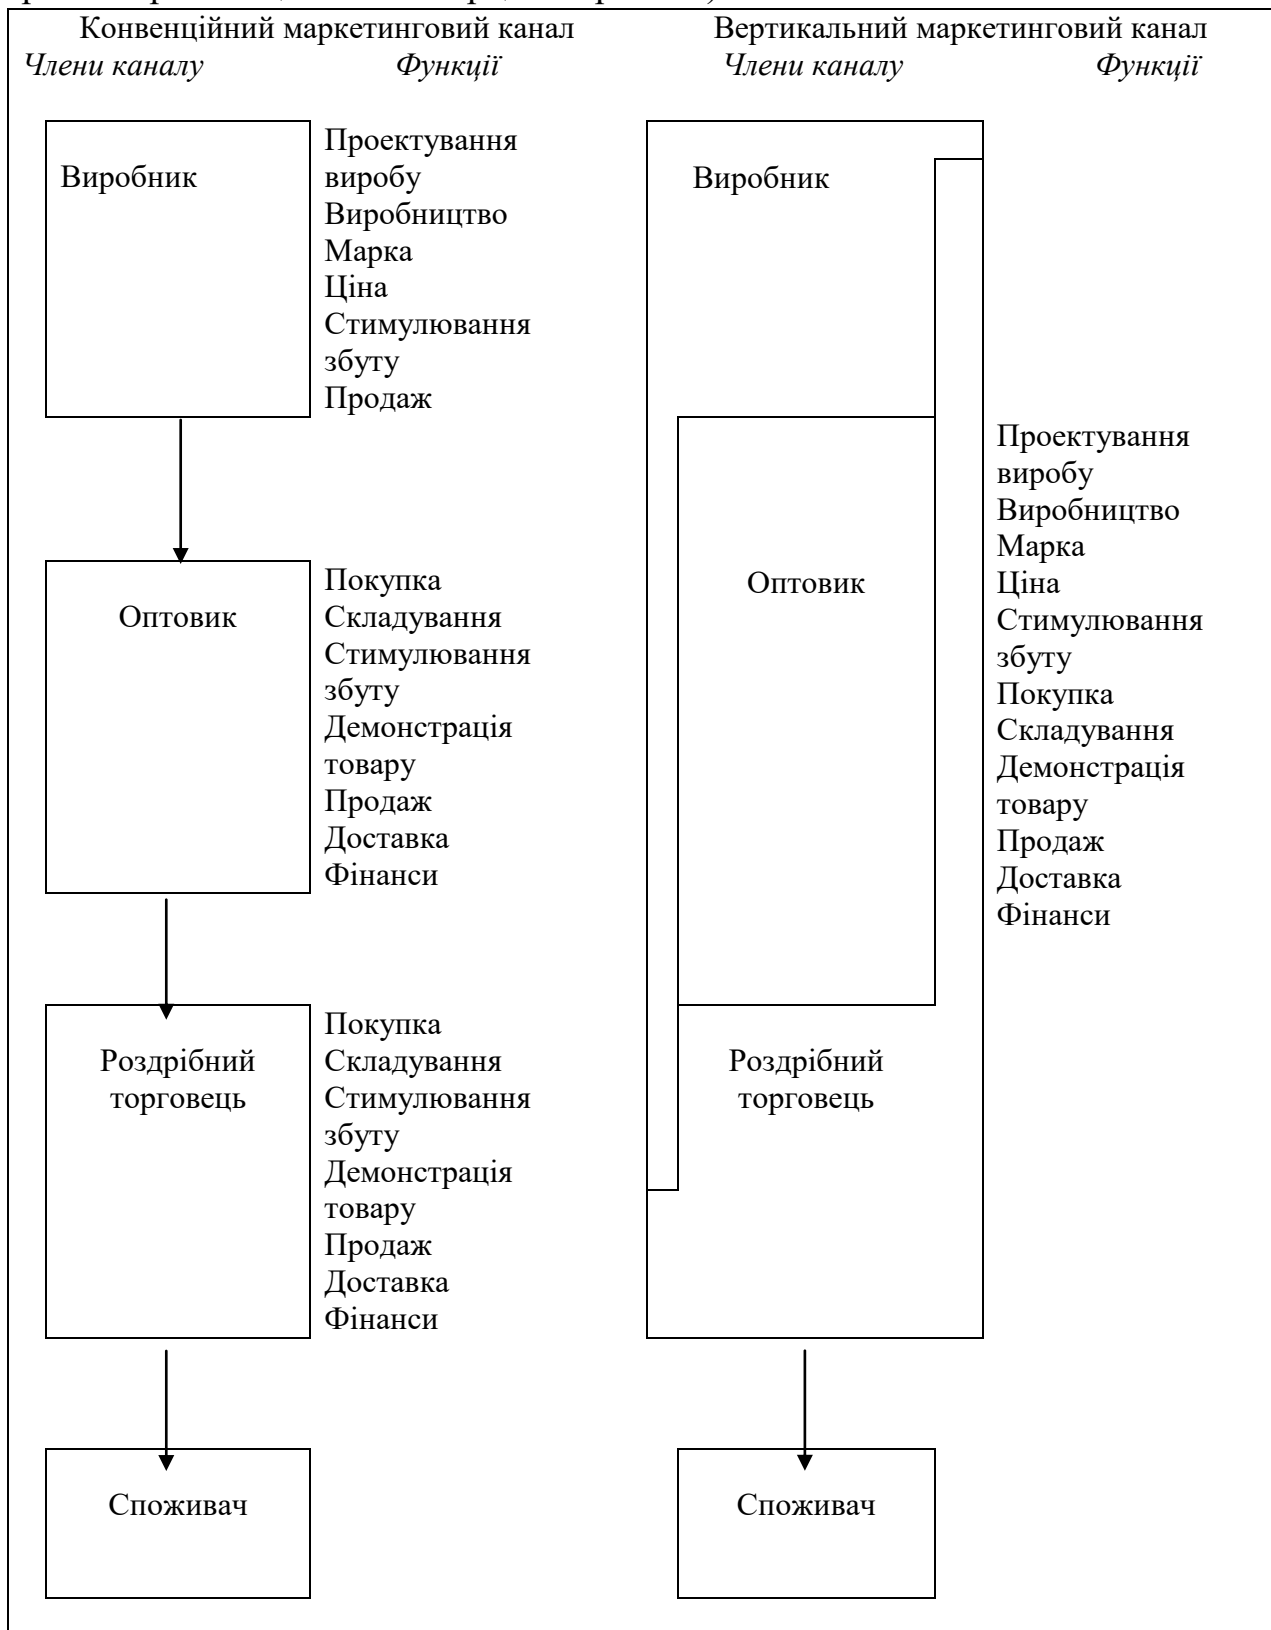 Конвенційний маркетинговий канал
Члени каналу Функції
Виробник
Проектування
виробу
Виробництво
Марка
Ціна
Стимулювання
збуту
Продаж
Оптовик
Покупка
Складування
Стимулювання
збуту
Демонстрація
товару
Продаж
Доставка
Фінанси
Роздрібний
торговець
Покупка
Складування
Стимулювання
збуту
Демонстрація
товару
Продаж
Доставка
Фінанси
Споживач
Вертикальний маркетинговий канал
Члени каналу Функції
Виробник
Оптовик
Роздрібний
торговець
Проектування
виробу
Виробництво
Марка
Ціна
Стимулювання
збуту
Покупка
Складування
Демонстрація
товару
Продаж
Доставка
Фінанси
Споживач